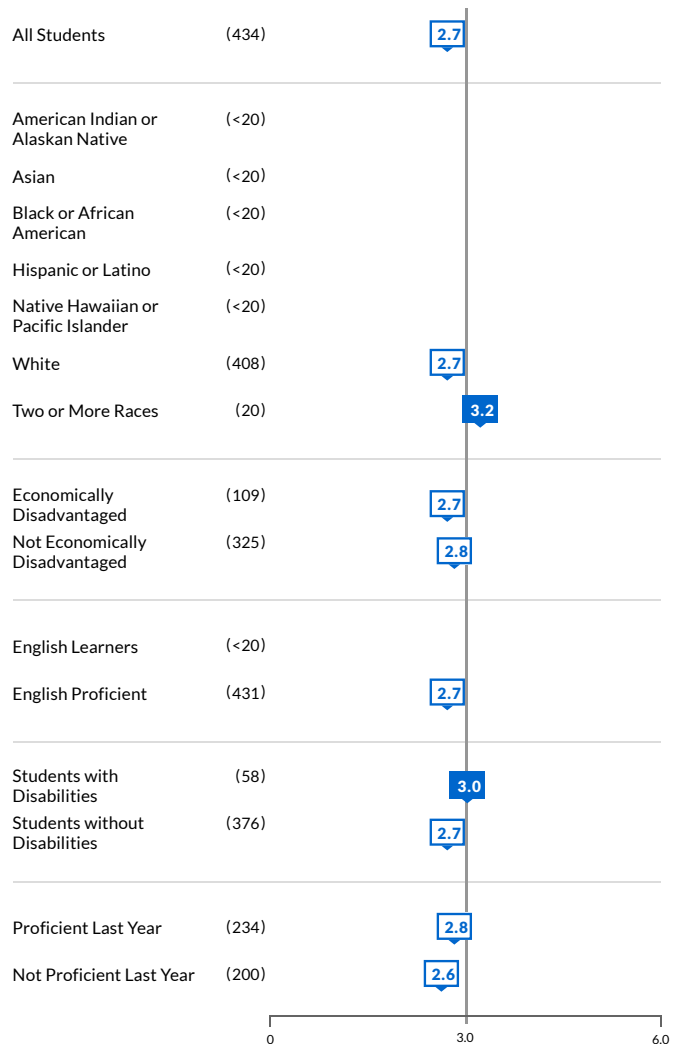 All Students (434) 2.7
American Indian or (<20)
Alaskan Native
Asian (<20)
Black or African (<20)
American
Hispanic or Latino (<20)
Native Hawaiian or (<20)
Pacific Islander
White (408) 2.7
Two or More Races (20) 3.2
Economically (109) 2.7
Disadvantaged
Not Economically (325) 2.8
Disadvantaged
English Learners (<20)
English Proficient (431) 2.7
Students with (58) 3.0
Disabilities
Students without (376) 2.7
Disabilities
Proficient Last Year (234) 2.8
Not Proficient Last Year (200) 2.6
0 3.0 6.0